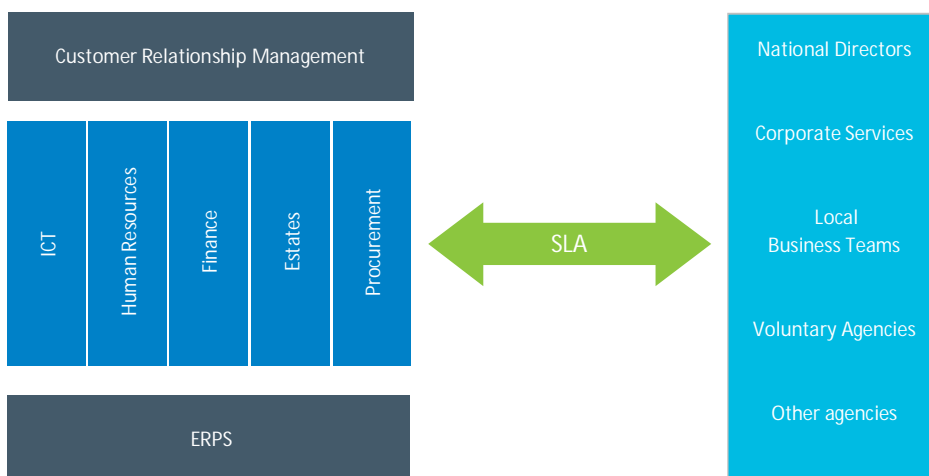 Customer Relationship Management
ICT
Human Resources
Finance
Estates
Procurement
ERPS
SLA
National Directors
Corporate Services
Local
Business Teams
Voluntary Agencies
Other agencies